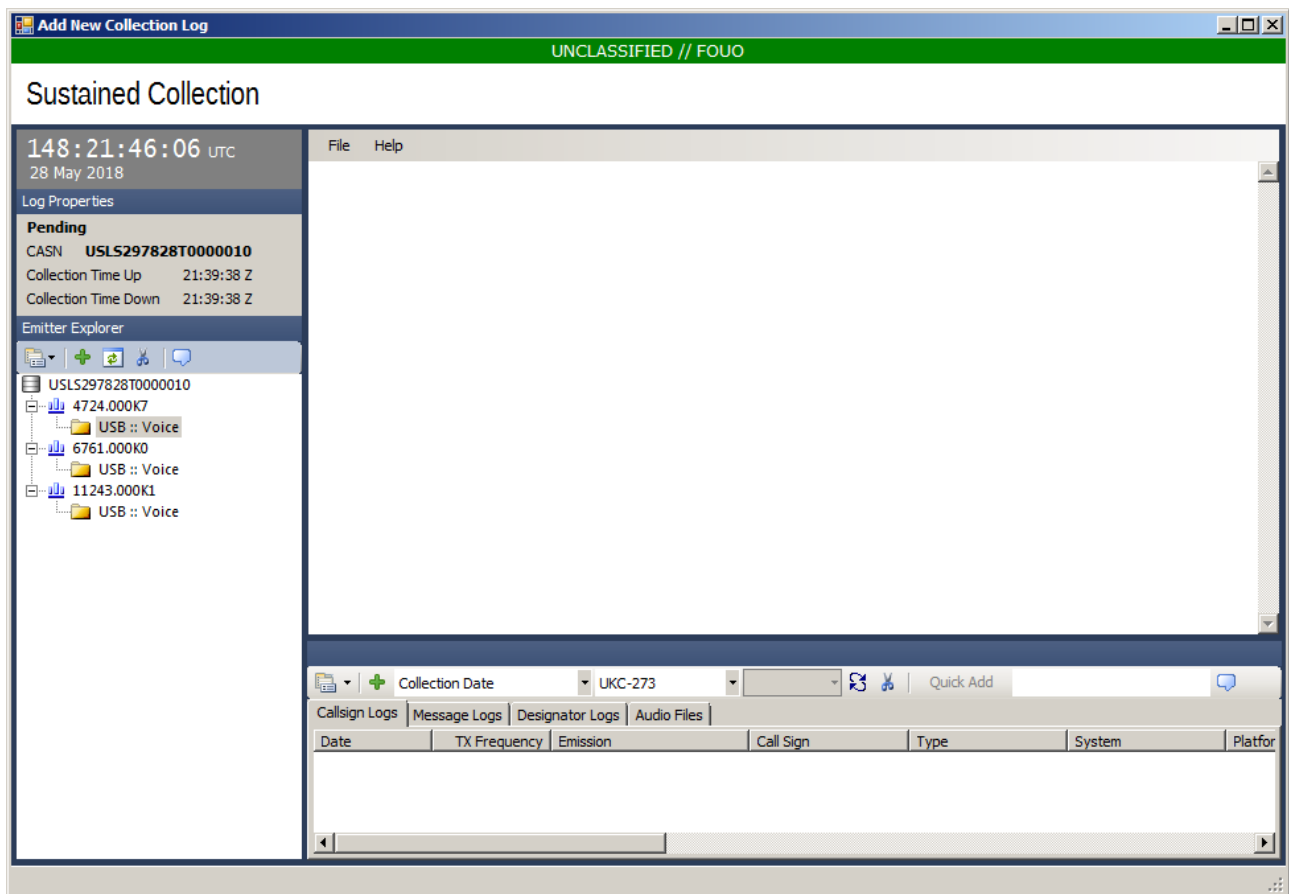 Add New Collection Log
UNCLASSIFIED // FOUO
Sustained Collection
148:21:46:06 UTC
28 May 2018
Log Properties
Pending
CASN USLS297828T0000010
Collection Time Up 21:39:38 Z
Collection Time Down 21:39:38 Z
Emitter Explorer
USLS297828T0000010
4724.000K7
USB :: Voice
6761.000K0
USB :: Voice
11243.000K1
USB :: Voice
File Help
Collection Date UKC-273 Quick Add
Callsign Logs Message Logs Designator Logs Audio Files
Date TX Frequency Emission Call Sign Type System Platfor